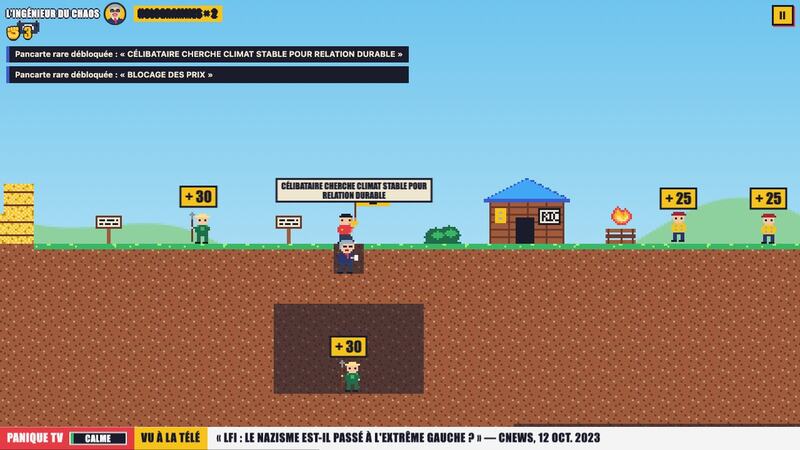 L'INGÉNIEUR DU CHAOS
HOLOGRAMMES #2
3
Pancarte rare débloquée : « CÉLIBATAIRE CHERCHE CLIMAT STABLE POUR RELATION DURABLE »
Pancarte rare débloquée : « BLOCAGE DES PRIX »
+30
CÉLIBATAIRE CHERCHE CLIMAT STABLE POUR
RELATION DURABLE
RIC
+25
+25
+30
PANIQUE TV
CALME
VU À LA TÉLÉ
« LFI : LE NAZISME EST-IL PASSÉ À L'EXTRÊME GAUCHE ? » — CNEWS, 12 OCT. 2023